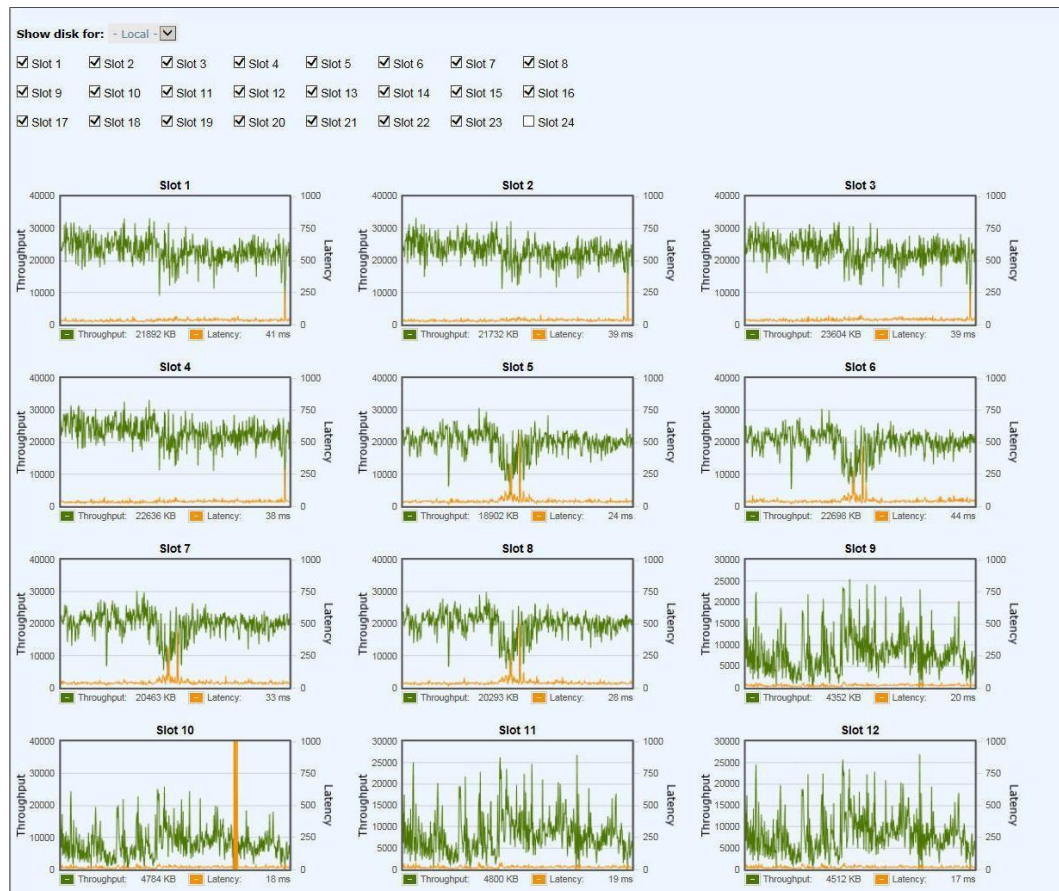 Show disk for: - Local -
Slot 1 Slot 2 Slot 3 Slot 4 Slot 5 Slot 6 Slot 7 Slot 8
Slot 9 Slot 10 Slot 11 Slot 12 Slot 13 Slot 14 Slot 15 Slot 16
Slot 17 Slot 18 Slot 19 Slot 20 Slot 21 Slot 22 Slot 23 Slot 24
Slot 1
40000 30000 20000 10000 0
Throughput
1000 750 500 250 0
Latency
Throughput: 21892 KB Latency: 41 ms
Slot 2
40000 30000 20000 10000 0
Throughput
1000 750 500 250 0
Latency
Throughput: 21732 KB Latency: 39 ms
Slot 3
40000 30000 20000 10000 0
Throughput
1000 750 500 250 0
Latency
Throughput: 23604 KB Latency: 39 ms
Slot 4
40000 30000 20000 10000 0
Throughput
1000 750 500 250 0
Latency
Throughput: 22636 KB Latency: 38 ms
Slot 5
40000 30000 20000 10000 0
Throughput
1000 750 500 250 0
Latency
Throughput: 18902 KB Latency: 24 ms
Slot 6
40000 30000 20000 10000 0
Throughput
1000 750 500 250 0
Latency
Throughput: 22698 KB Latency: 44 ms
Slot 7
40000 30000 20000 10000 0
Throughput
1000 750 500 250 0
Latency
Throughput: 20463 KB Latency: 33 ms
Slot 8
40000 30000 20000 10000 0
Throughput
1000 750 500 250 0
Latency
Throughput: 20293 KB Latency: 28 ms
Slot 9
30000 25000 20000 15000 10000 5000 0
Throughput
1000 750 500 250 0
Latency
Throughput: 4352 KB Latency: 20 ms
Slot 10
40000 30000 20000 10000 0
Throughput
1000 750 500 250 0
Latency
Throughput: 4784 KB Latency: 18 ms
Slot 11
30000 25000 20000 15000 10000 5000 0
Throughput
1000 750 500 250 0
Latency
Throughput: 4800 KB Latency: 19 ms
Slot 12
30000 25000 20000 15000 10000 5000 0
Throughput
1000 750 500 250 0
Latency
Throughput: 4512 KB Latency: 17 ms